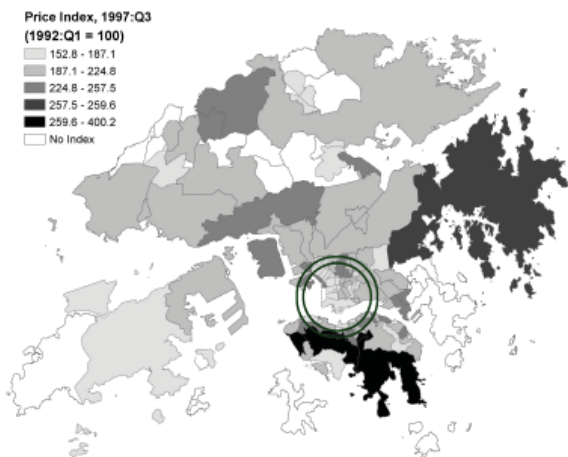 Price Index, 1997:Q3
(1992:Q1 = 100)
152.8 - 187.1
187.1 - 224.8
224.8 - 257.5
257.5 - 259.6
259.6 - 400.2
No Index